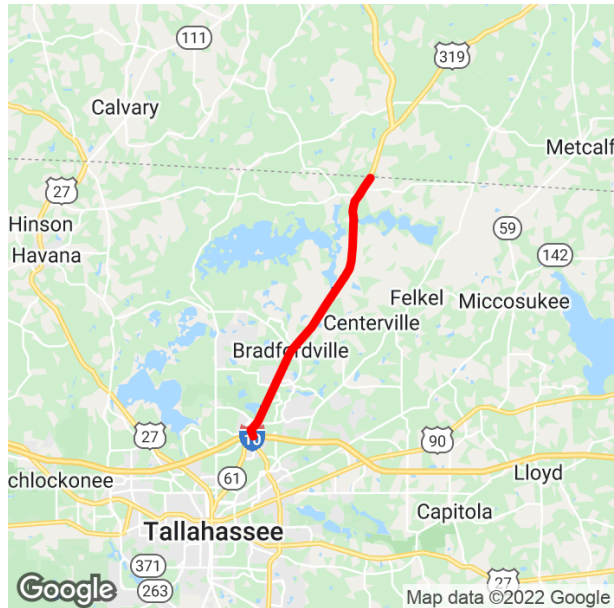 111
319
Calvary
Metcalf
27
Hinson
Havana
59
142
Felkel
Miccosukee
Centerville
Bradfordville
27
10
90
chlockonee
61
Lloyd
Capitola
Tallahassee
371
263
27
Google
Map data ©2022 Google